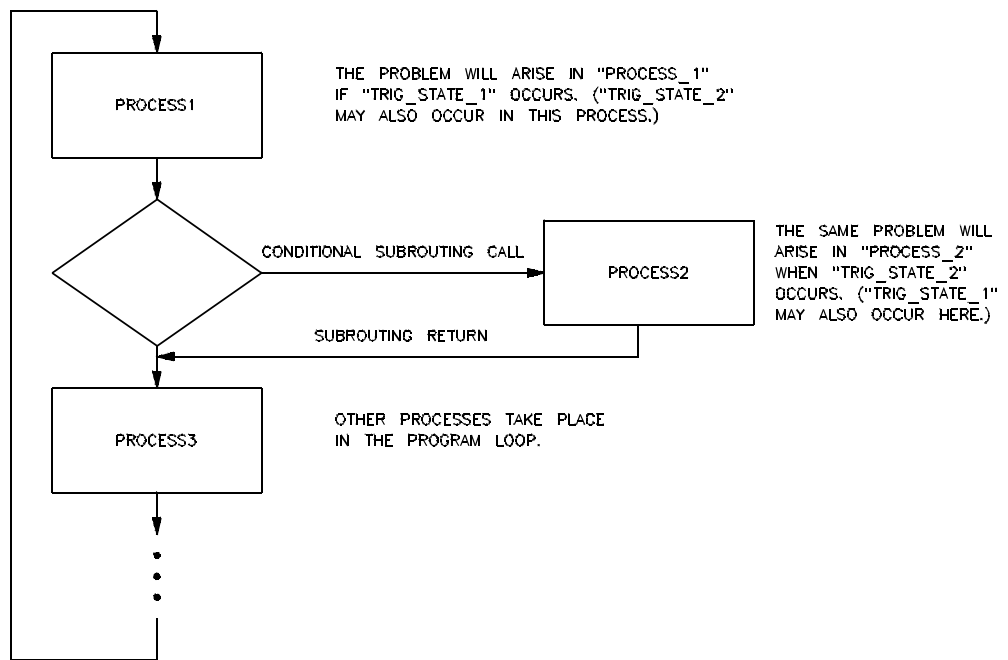 PROCESS1
THE PROBLEM WILL ARISE IN "PROCESS_1"
IF "TRIG_STATE_1" OCCURS. ("TRIG_STATE_2"
MAY ALSO OCCUR IN THIS PROCESS.)
CONDITIONAL SUBROUTING CALL
PROCESS2
THE SAME PROBLEM WILL
ARISE IN "PROCESS_2"
WHEN "TRIG_STATE_2"
OCCURS. ("TRIG_STATE_1"
MAY ALSO OCCUR HERE.)
SUBROUTING RETURN
PROCESS3
OTHER PROCESSES TAKE PLACE
IN THE PROGRAM LOOP.